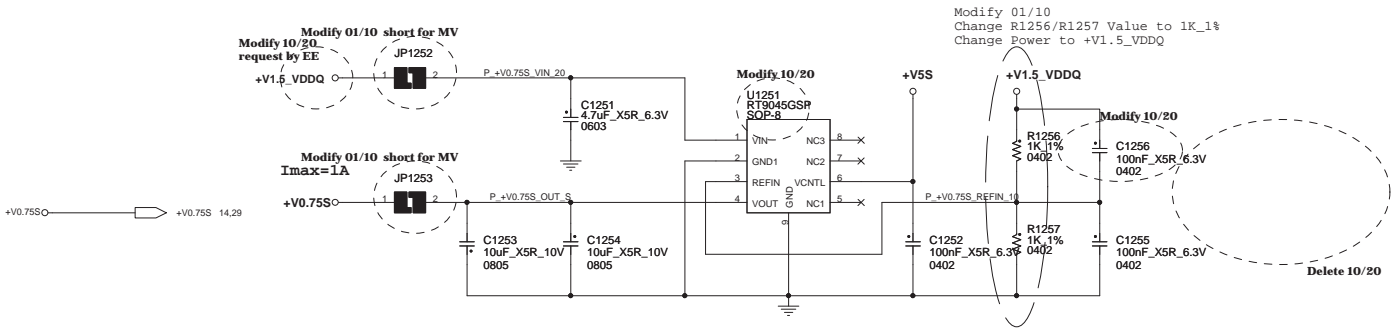 Modify 01/10
Change R1256/R1257 Value to 1K_1%
Change Power to +V1.5_VDDQ
Modify 01/10 short for MV
Modify 10/20
request by EE
JP1252
+V1.5_VDDQ
1
2
P_+V0.75S_VIN_20
C1251
4.7uF_X5R_6.3V
0603
Modify 10/20
U1251
RT9045GSP
SOP-8
1 VIN
2 GND1
3 REFIN
4 VOUT
NC3 8
NC2 7
VCNTL 6
NC1 5
GND
9
+V5S
+V1.5_VDDQ
Modify 10/20
R1256
1K_1%
0402
C1256
100nF_X5R_6.3V
0402
Modify 01/10 short for MV
Imax=1A
JP1253
+V0.75S
1
2
P_+V0.75S_OUT_S
P_+V0.75S_REFIN_10
+V0.75S
+V0.75S 14,29
C1253
10uF_X5R_10V
0805
C1254
10uF_X5R_10V
0805
C1252
100nF_X5R_6.3V
0402
R1257
1K_1%
0402
C1255
100nF_X5R_6.3V
0402
Delete 10/20